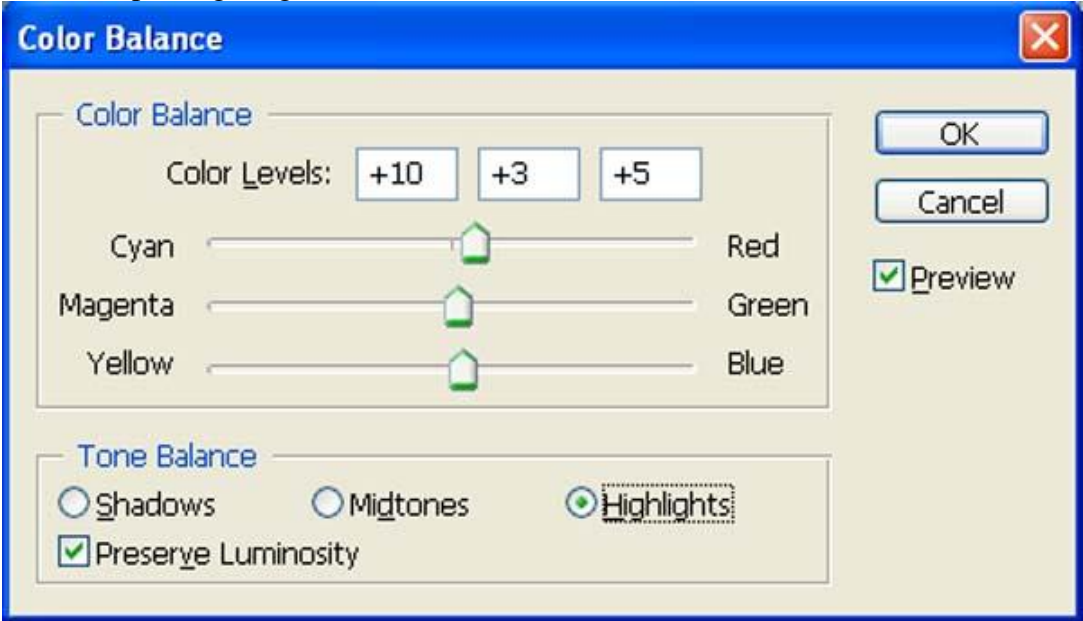 Color Balance
Color Balance
Color Levels: +10 +3 +5
Cyan Red
Magenta Green
Yellow Blue
OK
Cancel
Preview
Tone Balance
Shadows Midtones Highlights
Preserve Luminosity